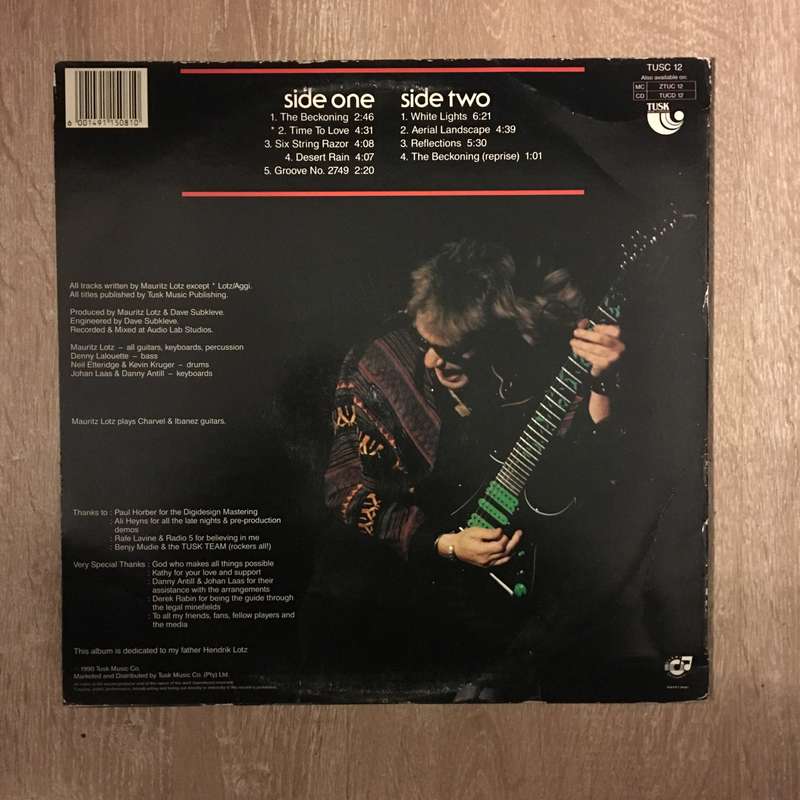 TUSC 12
Also available on:
MC ZTUC 12
CD TUCD 12
TUSK
6 001491 150810
side one
1. The Beckoning 2:46
* 2. Time To Love 4:31
3. Six String Razor 4:08
4. Desert Rain 4:07
5. Groove No. 2749 2:20
side two
1. White Lights 6:21
2. Aerial Landscape 4:39
3. Reflections 5:30
4. The Beckoning (reprise) 1:01
All tracks written by Mauritz Lotz except * Lotz/Aggi.
All titles published by Tusk Music Publishing.
Produced by Mauritz Lotz & Dave Subkleve.
Engineered by Dave Subkleve.
Recorded & Mixed at Audio Lab Studios.
Mauritz Lotz – all guitars, keyboards, percussion
Denny Lalouette – bass
Neil Etteridge & Kevin Kruger – drums
Johan Laas & Danny Antill – keyboards
Mauritz Lotz plays Charvel & Ibanez guitars.
Thanks to : Paul Horber for the Digidesign Mastering
: Ali Heyns for all the late nights & pre-production
demos
: Rafe Lavine & Radio 5 for believing in me
: Benjy Mudie & the TUSK TEAM (rockers all!)
Very Special Thanks : God who makes all things possible
: Kathy for your love and support
: Danny Antill & Johan Laas for their
assistance with the arrangements
: Derek Rabin for being the guide through
the legal minefields
: To all my friends, fans, fellow players and
the media
This album is dedicated to my father Hendrik Lotz
© 1990 Tusk Music Co.
Marketed and Distributed by Tusk Music Co. (Pty) Ltd.